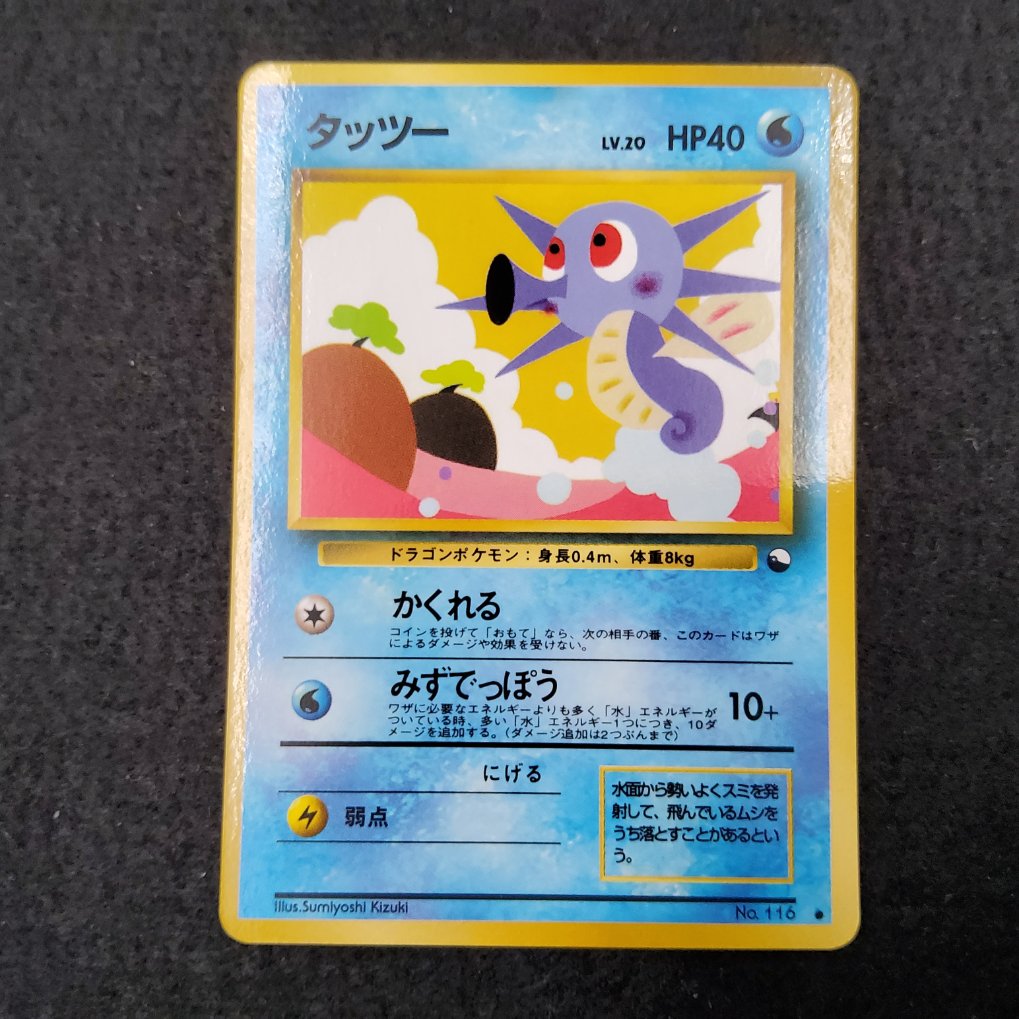 タッツー LV.20 HP40
ドラゴンポケモン：身長0.4m、体重8kg
かくれる
コインを投げて「おもて」なら、次の相手の番、このカードはワザ
によるダメージや効果を受けない。
みずでっぽう
10+
ワザに必要なエネルギーよりも多く「水」エネルギーが
ついている時、多い「水」エネルギー1つにつき、10ダ
メージを追加する。（ダメージ追加は2つぶんまで）
にげる
弱点
水面から勢いよくスミを発
射して、飛んでいるムシを
うち落とすことがあるとい
う。
Illus.Sumiyoshi Kizuki
No. 116